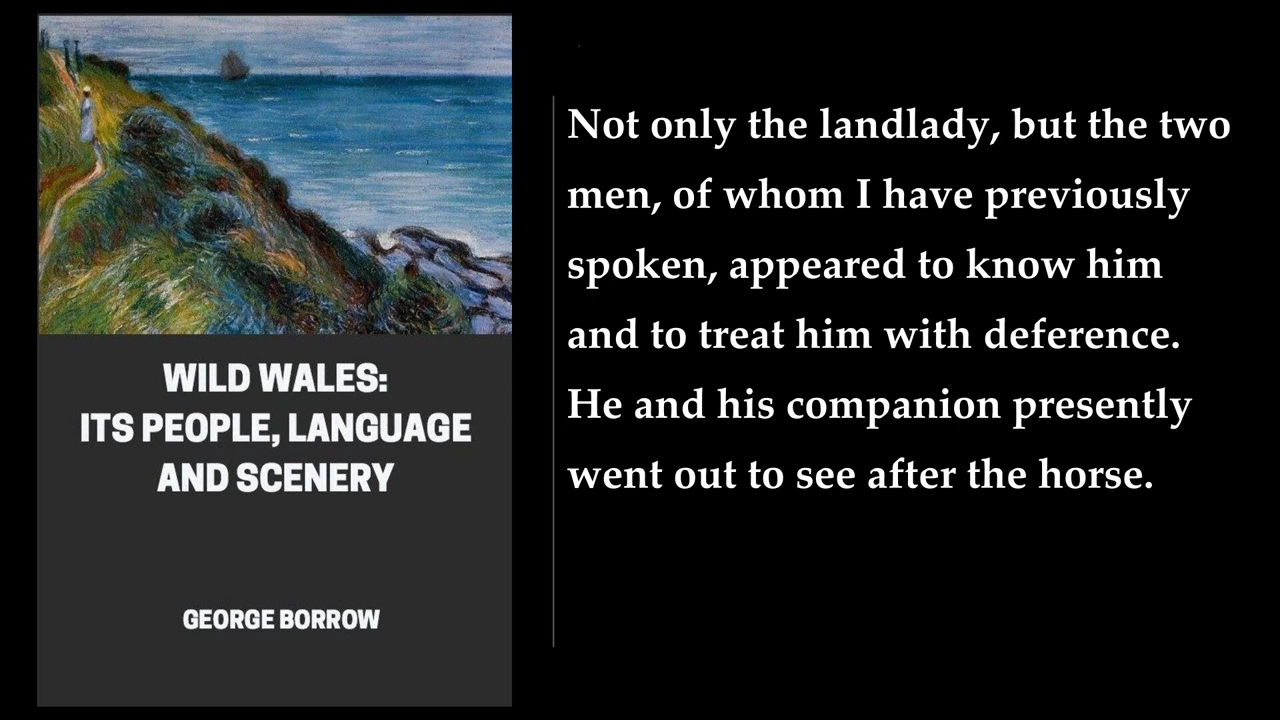 WILD WALES:
ITS PEOPLE, LANGUAGE
AND SCENERY
GEORGE BORROW
Not only the landlady, but the two
men, of whom I have previously
spoken, appeared to know him
and to treat him with deference.
He and his companion presently
went out to see after the horse.